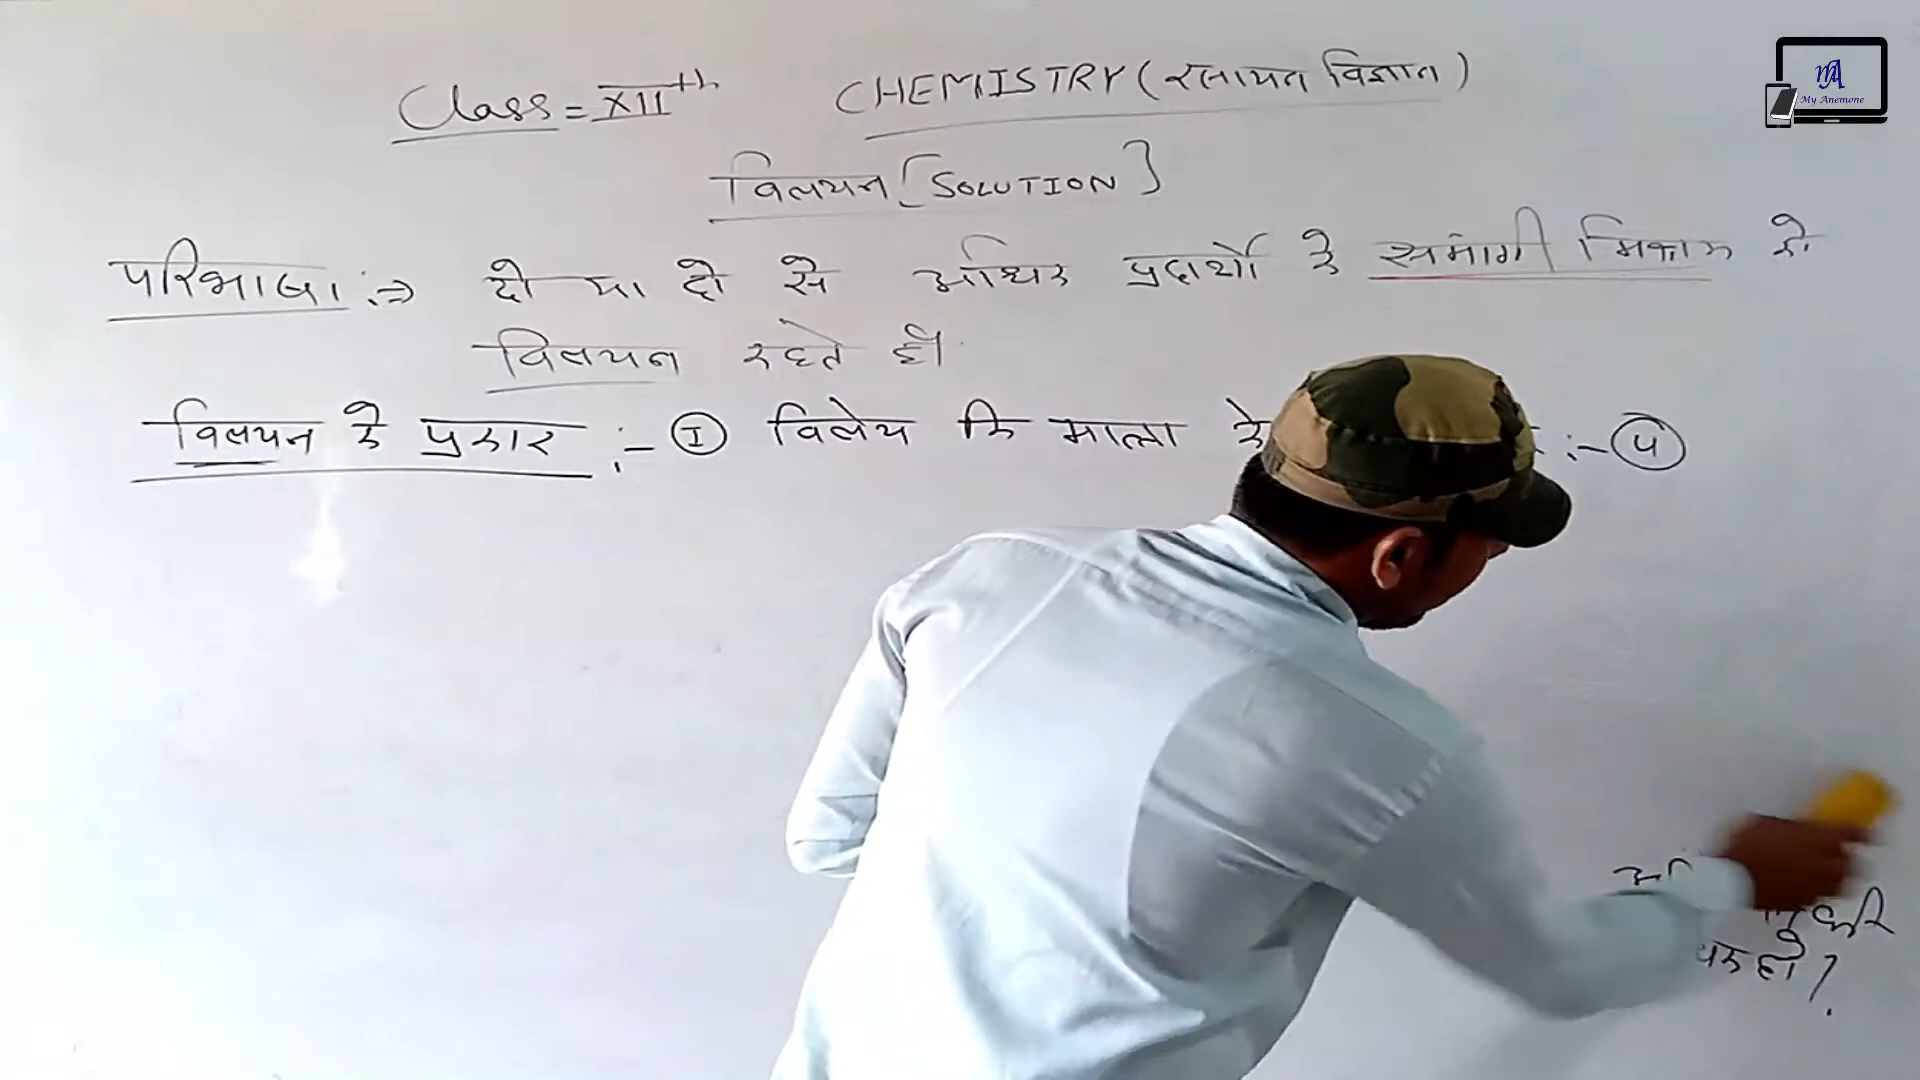 Class = XIIth CHEMISTRY (रसायन विज्ञान)
विलयन [SOLUTION]
परिभाषा :→ दो या दो से अधिक पदार्थो के समांगी मिश्रण को
विलयन कहते है।
विलयन के प्रकार :- (I) विलेय कि मात्रा के :- (4)
My Anemone